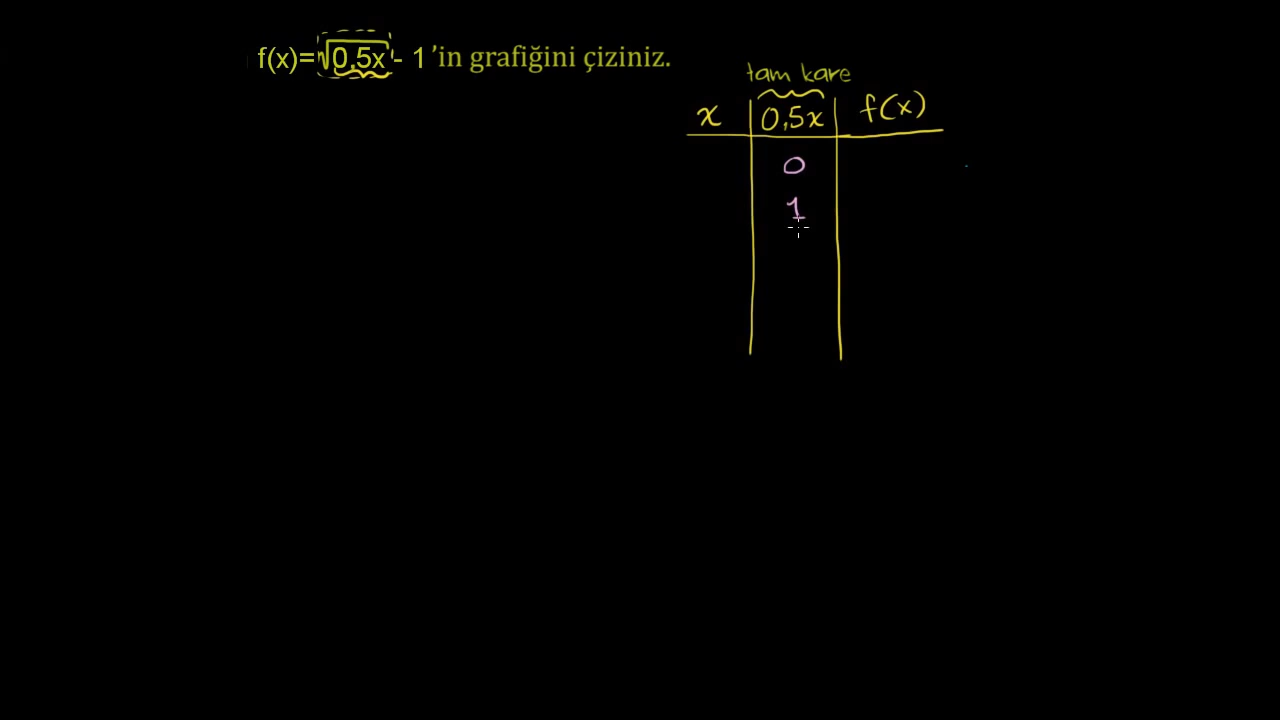 f(x)=√0,5x - 1 'in grafiğini çiziniz.
tam kare
x 0,5x f(x)
0
1